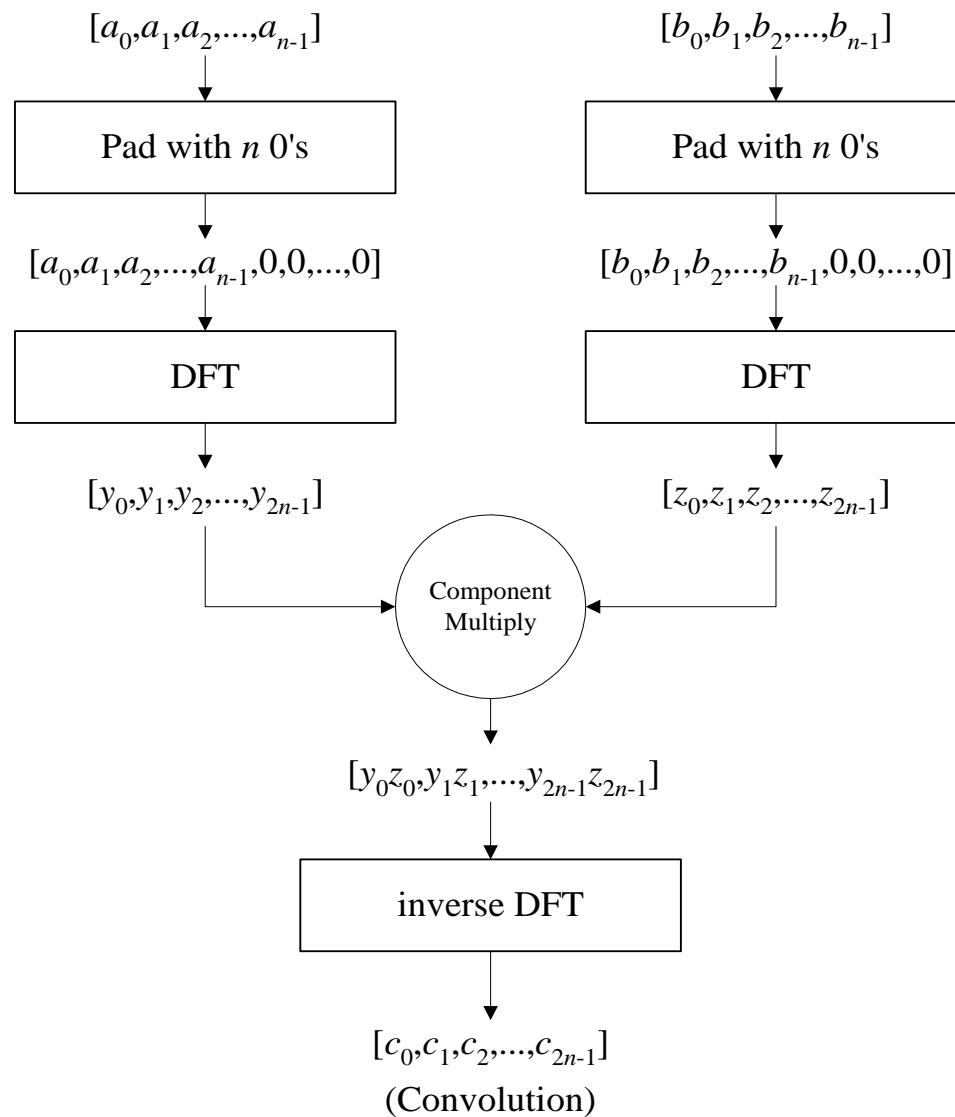 [a₀,a₁,a₂,...,aₙ₋₁]
[b₀,b₁,b₂,...,bₙ₋₁]
Pad with n 0's
Pad with n 0's
[a₀,a₁,a₂,...,aₙ₋₁,0,0,...,0]
[b₀,b₁,b₂,...,bₙ₋₁,0,0,...,0]
DFT
DFT
[y₀,y₁,y₂,...,y₂ₙ₋₁]
[z₀,z₁,z₂,...,z₂ₙ₋₁]
Component
Multiply
[y₀z₀,y₁z₁,...,y₂ₙ₋₁z₂ₙ₋₁]
inverse DFT
[c₀,c₁,c₂,...,c₂ₙ₋₁]
(Convolution)